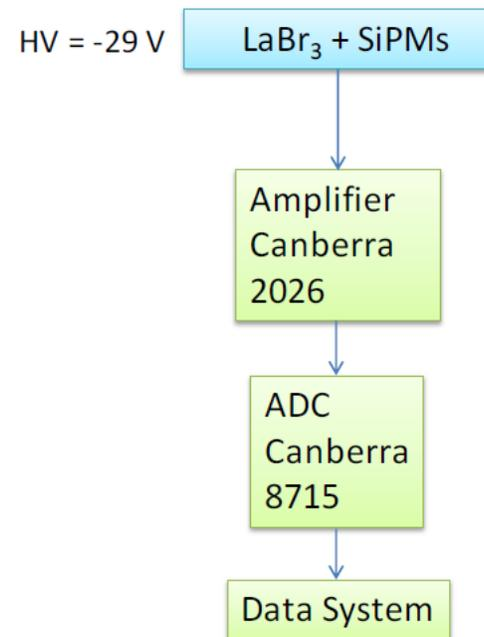 HV = -29 V
LaBr₃ + SiPMs
Amplifier
Canberra
2026
ADC
Canberra
8715
Data System